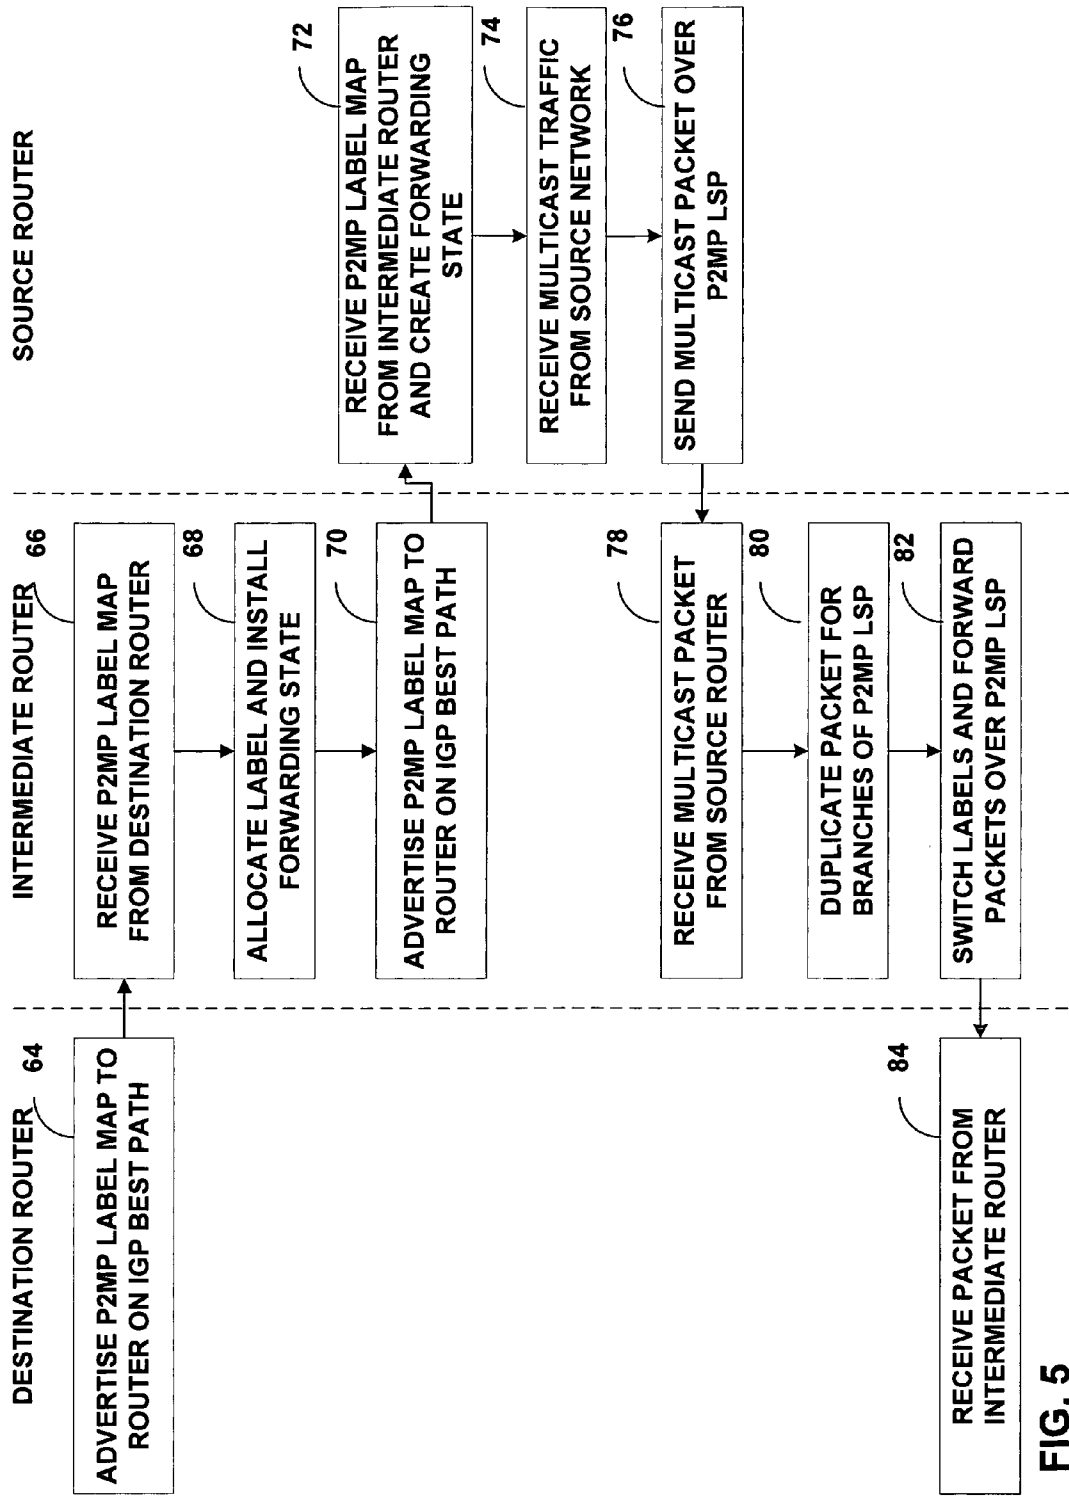 DESTINATION ROUTER
INTERMEDIATE ROUTER
SOURCE ROUTER
64
ADVERTISE P2MP LABEL MAP TO
ROUTER ON IGP BEST PATH
66
RECEIVE P2MP LABEL MAP
FROM DESTINATION ROUTER
68
ALLOCATE LABEL AND INSTALL
FORWARDING STATE
70
ADVERTISE P2MP LABEL MAP TO
ROUTER ON IGP BEST PATH
72
RECEIVE P2MP LABEL MAP
FROM INTERMEDIATE ROUTER
AND CREATE FORWARDING
STATE
74
RECEIVE MULTICAST TRAFFIC
FROM SOURCE NETWORK
76
SEND MULTICAST PACKET OVER
P2MP LSP
78
RECEIVE MULTICAST PACKET
FROM SOURCE ROUTER
80
DUPLICATE PACKET FOR
BRANCHES OF P2MP LSP
82
SWITCH LABELS AND FORWARD
PACKETS OVER P2MP LSP
84
RECEIVE PACKET FROM
INTERMEDIATE ROUTER
FIG. 5